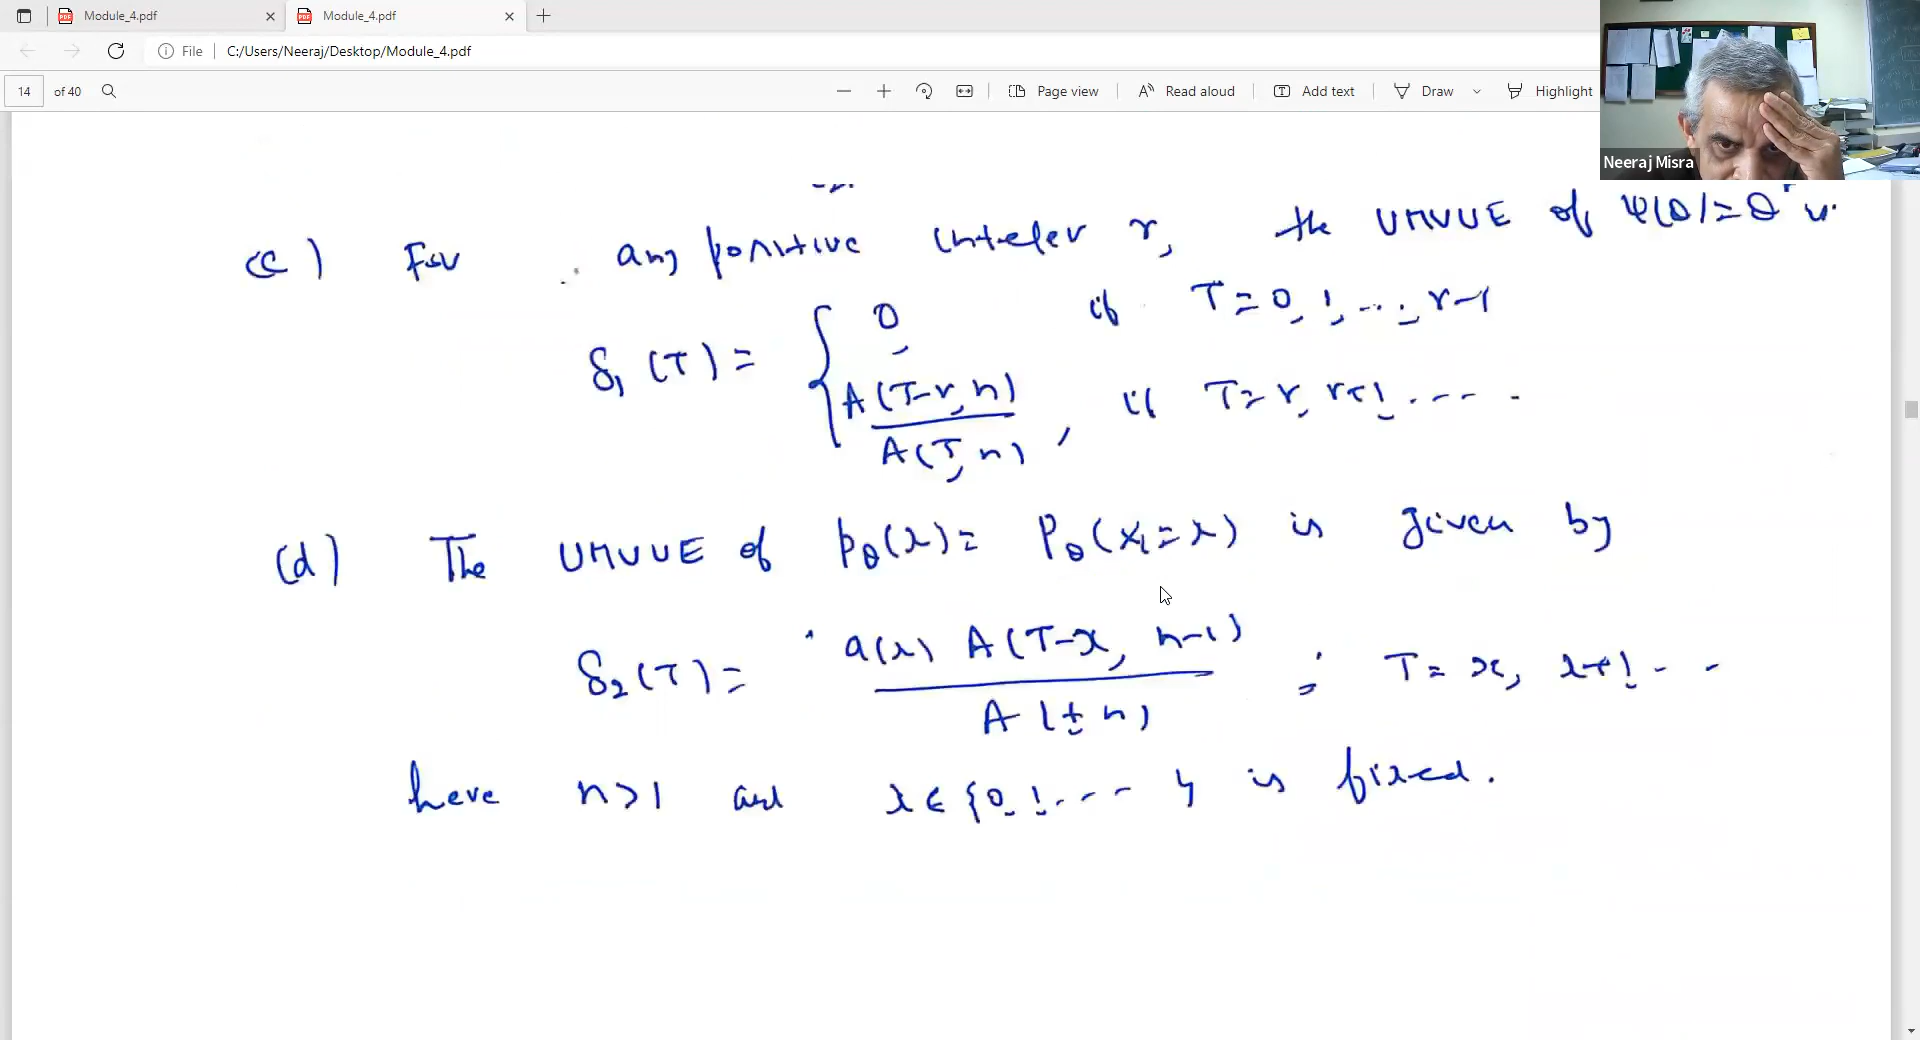 Module_4.pdf
Module_4.pdf
File
C:/Users/Neeraj/Desktop/Module_4.pdf
14 of 40
Page view
Read aloud
Add text
Draw
Highlight
Neeraj Misra
(c) For any positive integer r, the UMVUE of ψ(θ)=θ^r is
δ₁(T) = { 0 if T=0, 1, ..., r-1
A(T-r, n) / A(T, n), if T=r, r+1, ....
(d) The UMVUE of p_θ(x) = P_θ(X₁=x) is given by
δ₂(T) = a(x) A(T-x, n-1) / A(t, n) ; T = x, x+1, ...
here n>1 and x ∈ {0, 1, ...} is fixed.